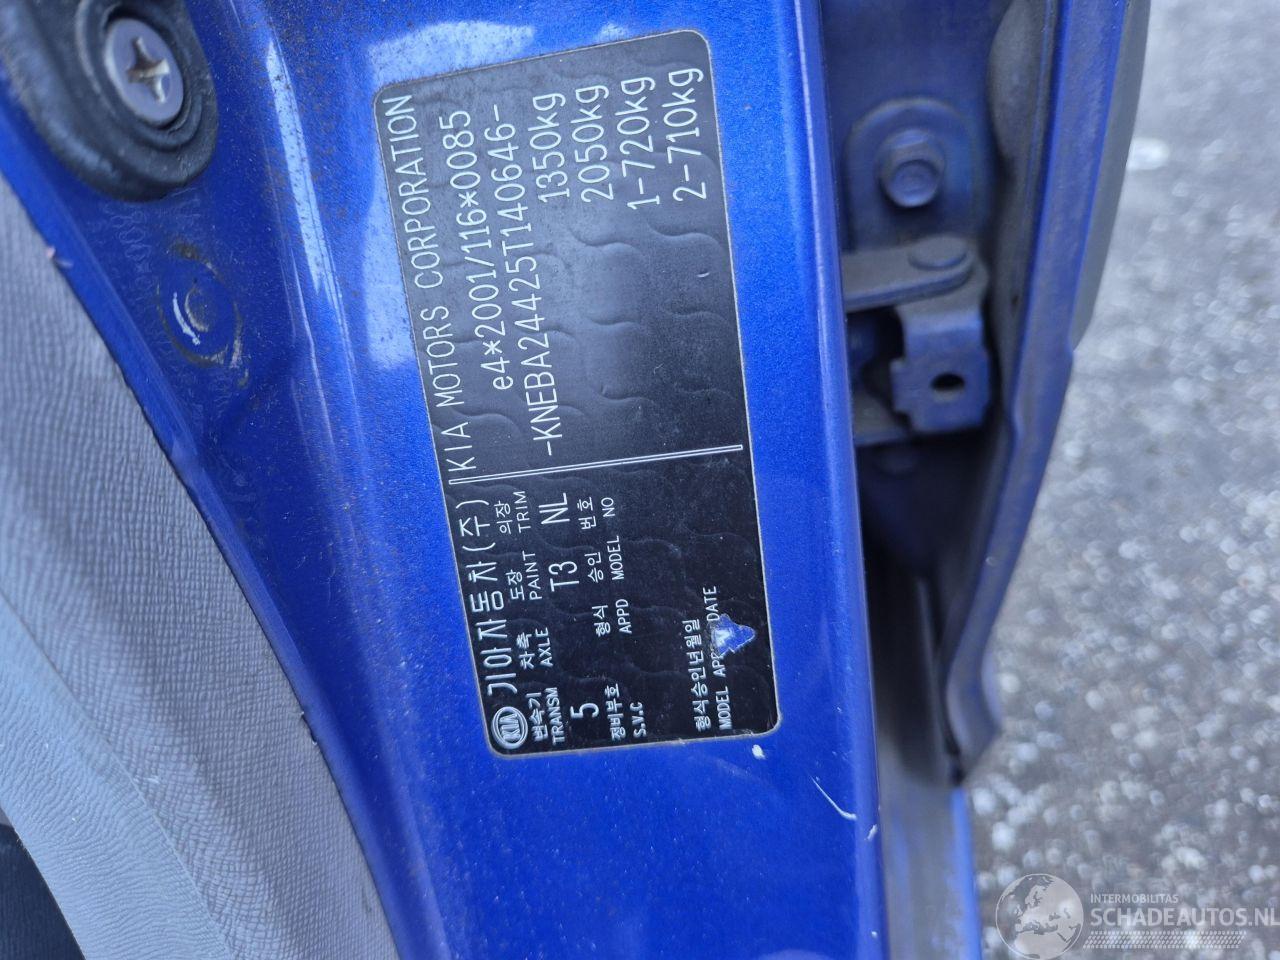 KIA 기아자동차(주) KIA MOTORS CORPORATION
변속기 차축 도장 의장
TRANSM AXLE PAINT TRIM
e4*2001/116*0085
5 T3 NL
-KNEBA24425T140646-
정비부호 형식 승인 번호
S.V.C APPD MODEL NO
1350kg
2050kg
1-720kg
2-710kg
형식승인년월일
MODEL DATE
INTERMOBILITAS
SCHADEAUTOS.NL